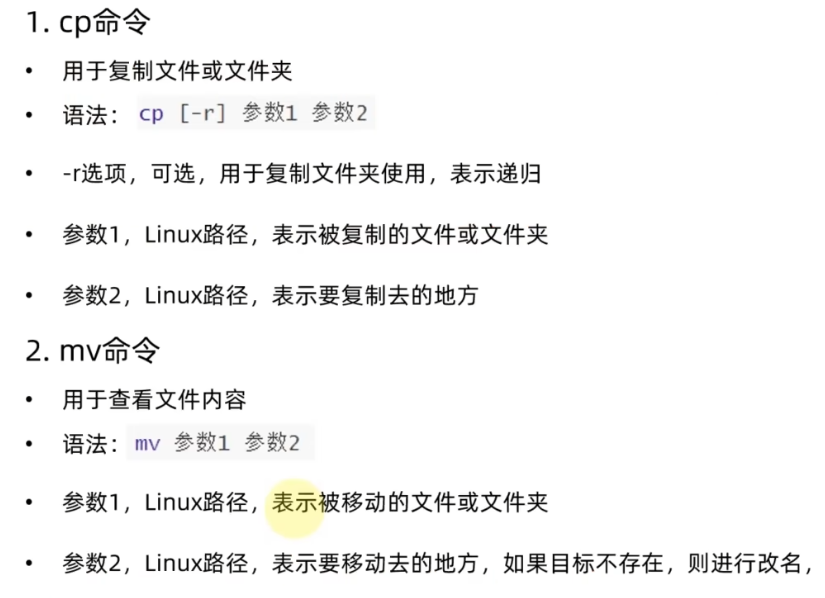 1. cp命令
• 用于复制文件或文件夹
• 语法： cp [-r] 参数1 参数2
• -r选项，可选，用于复制文件夹使用，表示递归
• 参数1，Linux路径，表示被复制的文件或文件夹
• 参数2，Linux路径，表示要复制去的地方
2. mv命令
• 用于查看文件内容
• 语法：mv 参数1 参数2
• 参数1，Linux路径，表示被移动的文件或文件夹
• 参数2，Linux路径，表示要移动去的地方，如果目标不存在，则进行改名，